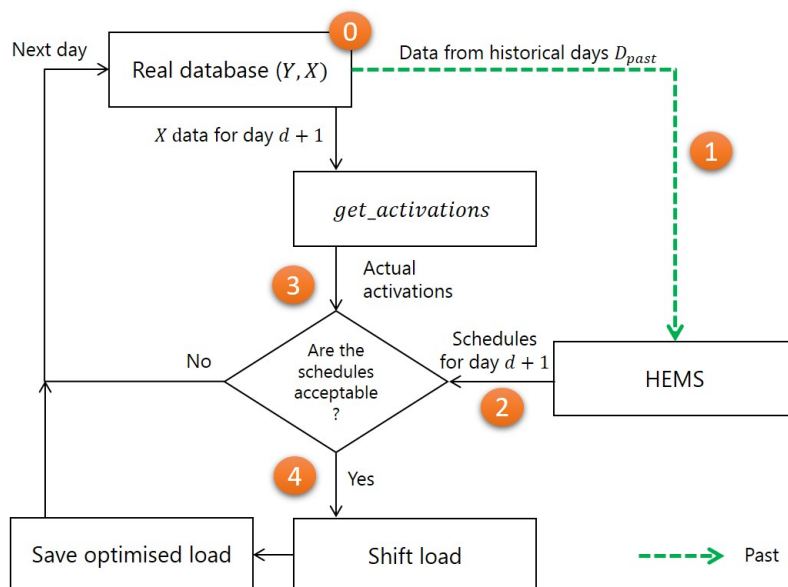 0
Next day
Real database (Y, X)
Data from historical days D_past
X data for day d + 1
1
get_activations
3
Actual
activations
Schedules
for day d + 1
No
Are the
schedules
acceptable
?
2
HEMS
4
Yes
Save optimised load
Shift load
Past